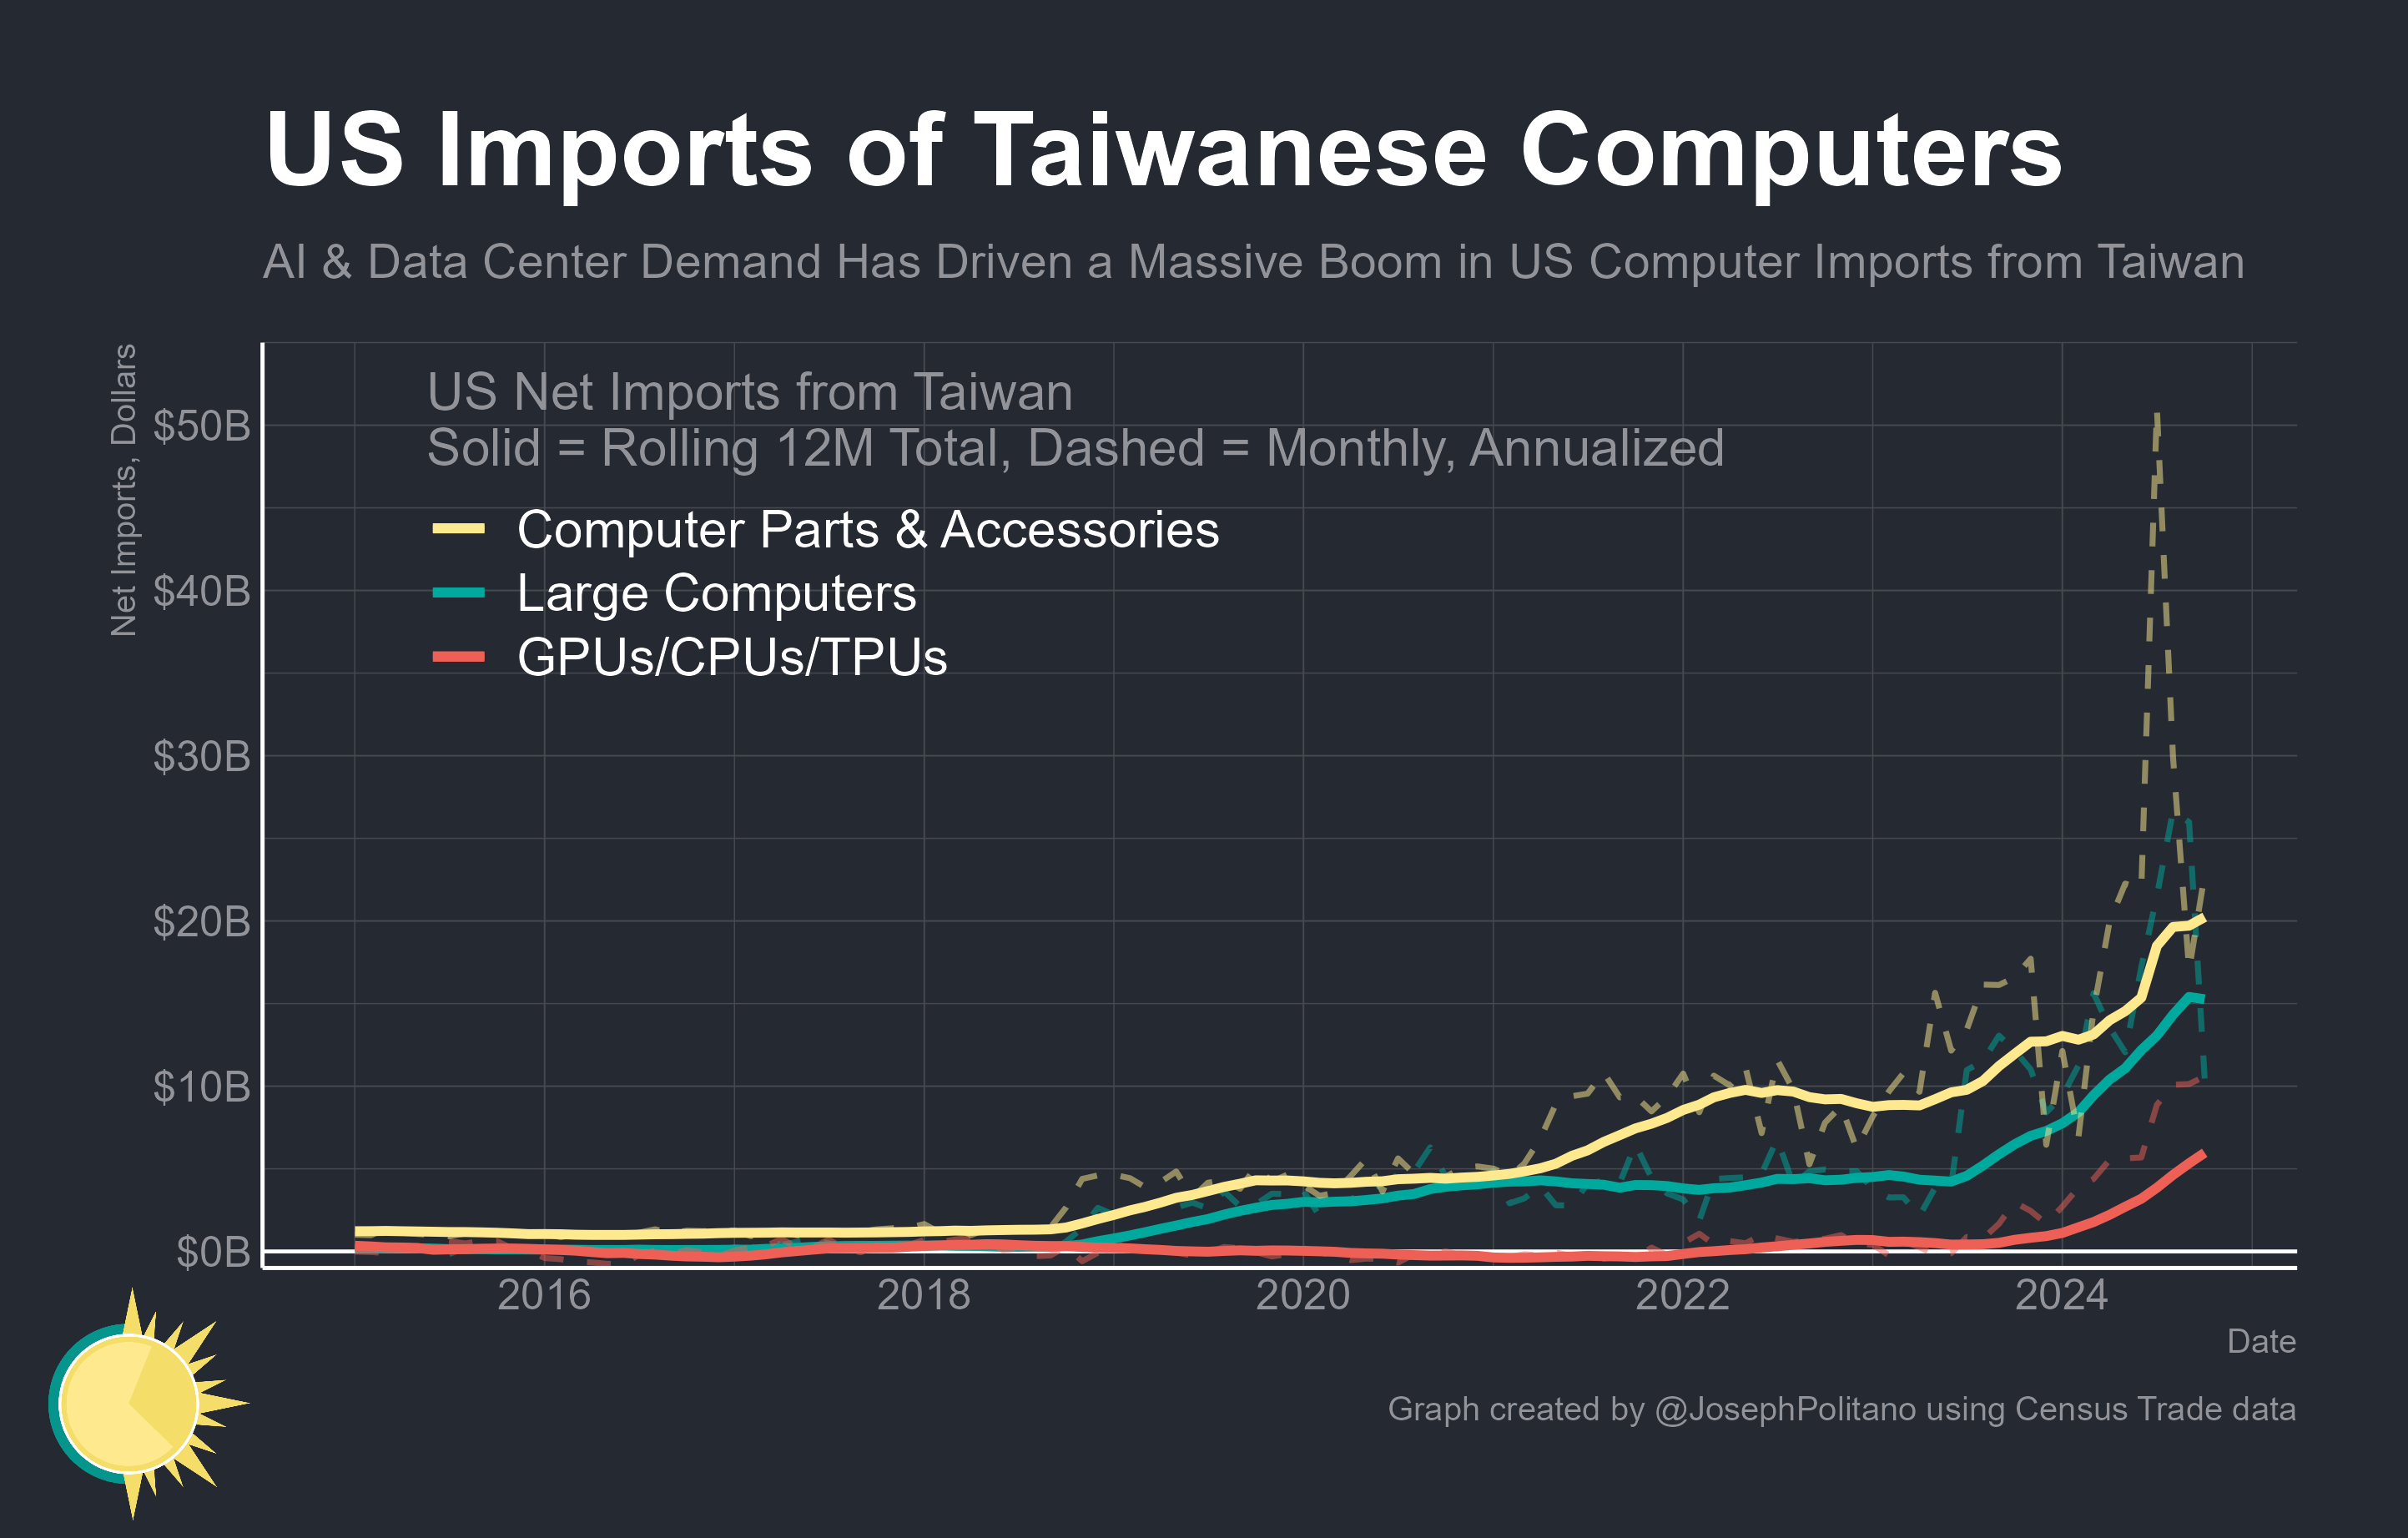 US Imports of Taiwanese Computers
AI & Data Center Demand Has Driven a Massive Boom in US Computer Imports from Taiwan
Net Imports, Dollars
US Net Imports from Taiwan
Solid = Rolling 12M Total, Dashed = Monthly, Annualized
Computer Parts & Accessories
Large Computers
GPUs/CPUs/TPUs
$50B
$40B
$30B
$20B
$10B
$0B
2016 2018 2020 2022 2024
Date
Graph created by @JosephPolitano using Census Trade data